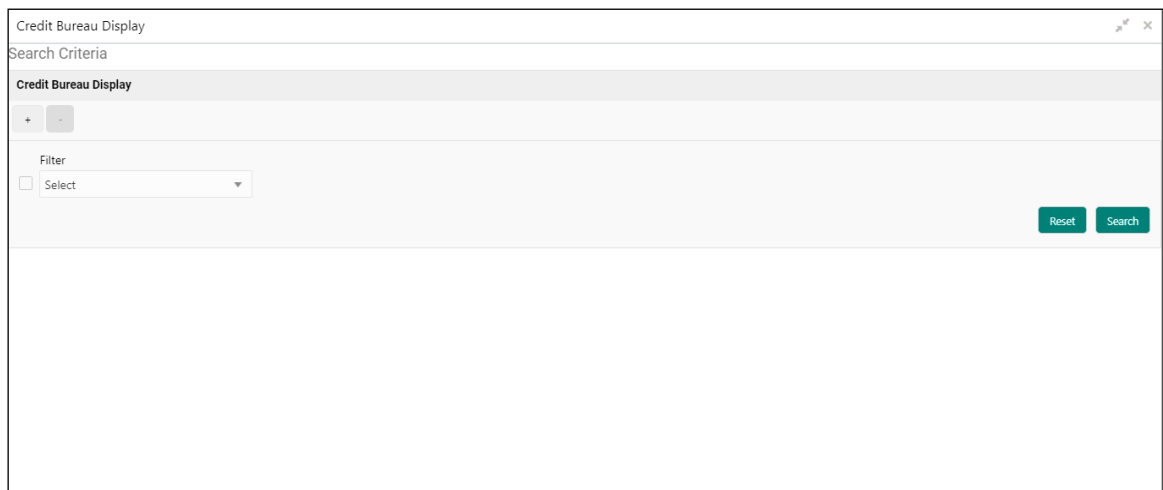 Credit Bureau Display
Search Criteria
Credit Bureau Display
+ -
Filter
Select
Reset Search